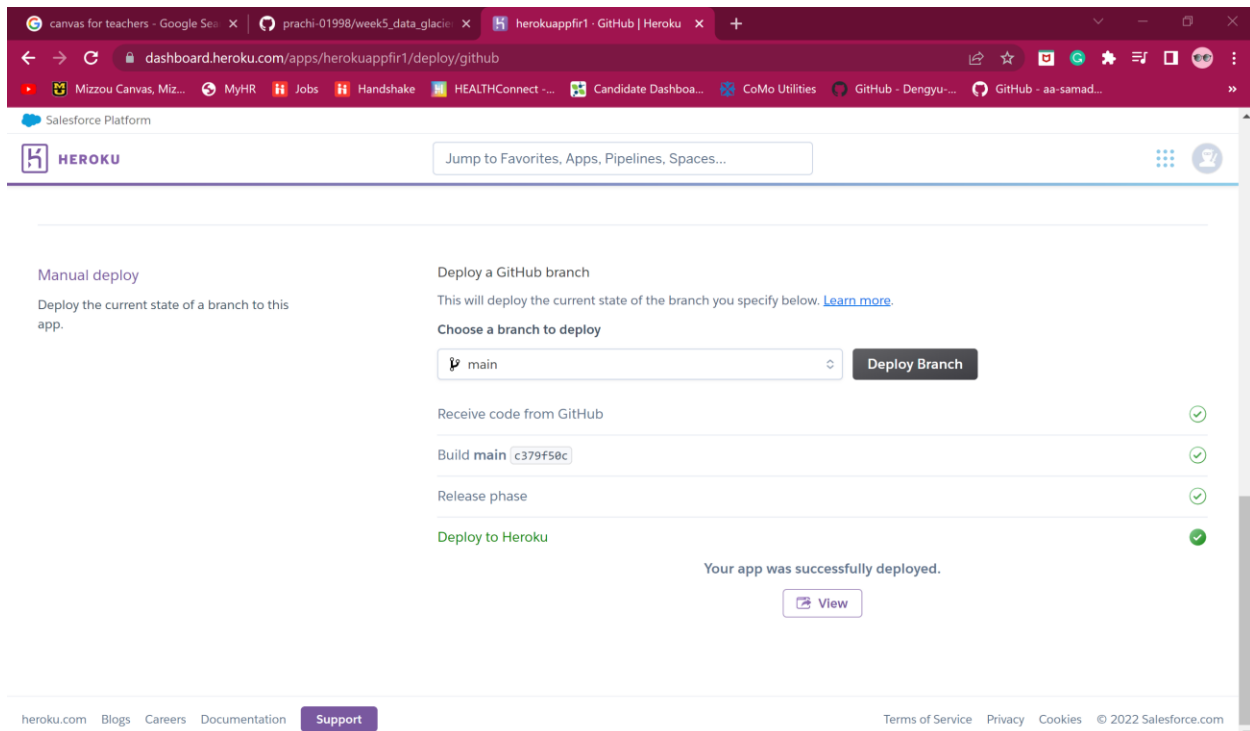 canvas for teachers - Google Sea
prachi-01998/week5_data_glacie
herokuappfir1 · GitHub | Heroku
dashboard.heroku.com/apps/herokuappfir1/deploy/github
Mizzou Canvas, Miz... MyHR Jobs Handshake HEALTHConnect -... Candidate Dashboa... CoMo Utilities GitHub - Dengyu-... GitHub - aa-samad... »
Salesforce Platform
HEROKU
Jump to Favorites, Apps, Pipelines, Spaces...
Manual deploy
Deploy the current state of a branch to this
app.
Deploy a GitHub branch
This will deploy the current state of the branch you specify below. Learn more.
Choose a branch to deploy
main
Deploy Branch
Receive code from GitHub
Build main c379f50c
Release phase
Deploy to Heroku
Your app was successfully deployed.
View
heroku.com Blogs Careers Documentation Support
Terms of Service Privacy Cookies © 2022 Salesforce.com